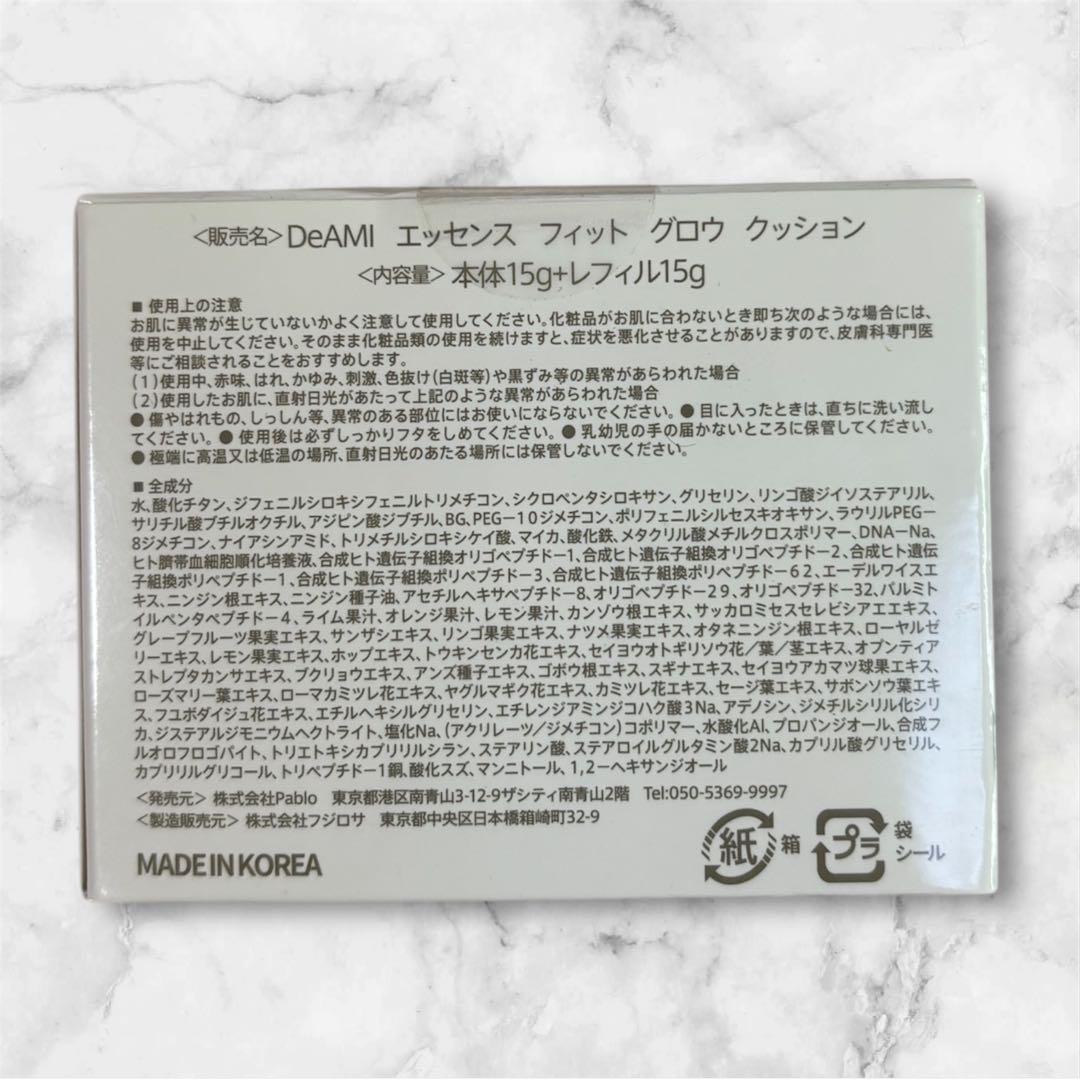 <販売名>DeAMI エッセンス フィット グロウ クッション
<内容量>本体15g+レフィル15g
■ 使用上の注意
お肌に異常が生じていないかよく注意して使用してください。化粧品がお肌に合わないとき即ち次のような場合には、
使用を中止してください。そのまま化粧品類の使用を続けますと、症状を悪化させることがありますので、皮膚科専門医
等にご相談されることをおすすめします。
(1)使用中、赤味、はれ、かゆみ、刺激、色抜け(白斑等)や黒ずみ等の異常があらわれた場合
(2)使用したお肌に、直射日光があたって上記のような異常があらわれた場合
● 傷やはれもの、しっしん等、異常のある部位にはお使いにならないでください。● 目に入ったときは、直ちに洗い流し
てください。● 使用後は必ずしっかりフタをしめてください。● 乳幼児の手の届かないところに保管してください。
● 極端に高温又は低温の場所、直射日光のあたる場所には保管しないでください。
■ 全成分
水、酸化チタン、ジフェニルシロキシフェニルトリメチコン、シクロペンタシロキサン、グリセリン、リンゴ酸ジイソステアリル、
サリチル酸ブチルオクチル、アジピン酸ジブチル、BG、PEG－10ジメチコン、ポリフェニルシルセスキオキサン、ラウリルPEG－
8ジメチコン、ナイアシンアミド、トリメチルシロキシケイ酸、マイカ、酸化鉄、メタクリル酸メチルクロスポリマー、DNA－Na、
ヒト臍帯血細胞順化培養液、合成ヒト遺伝子組換オリゴペプチド－1、合成ヒト遺伝子組換オリゴペプチド－2、合成ヒト遺伝
子組換ポリペプチド－1、合成ヒト遺伝子組換ポリペプチド－3、合成ヒト遺伝子組換ポリペプチド－62、エーデルワイスエ
キス、ニンジン根エキス、ニンジン種子油、アセチルヘキサペプチド－8、オリゴペプチド－29、オリゴペプチド－32、パルミト
イルペンタペプチド－4、ライム果汁、オレンジ果汁、レモン果汁、カンゾウ根エキス、サッカロミセスセレビシアエエキス、
グレープフルーツ果実エキス、サンザシエキス、リンゴ果実エキス、ナツメ果実エキス、オタネニンジン根エキス、ローヤルゼ
リーエキス、レモン果実エキス、ホップエキス、トウキンセンカ花エキス、セイヨウオトギリソウ花／葉／茎エキス、オプンティア
ストレプタカンサエキス、ブクリョウエキス、アンズ種子エキス、ゴボウ根エキス、スギナエキス、セイヨウアカマツ球果エキス、
ローズマリー葉エキス、ローマカミツレ花エキス、ヤグルマギク花エキス、カミツレ花エキス、セージ葉エキス、サボンソウ葉エキ
ス、フユボダイジュ花エキス、エチルヘキシルグリセリン、エチレンジアミンジコハク酸3Na、アデノシン、ジメチルシリル化シリ
カ、ジステアルジモニウムヘクトライト、塩化Na、(アクリレーツ/ジメチコン)コポリマー、水酸化Al、プロパンジオール、合成フ
ルオロフロゴパイト、トリエトキシカプリリルシラン、ステアリン酸、ステアロイルグルタミン酸2Na、カプリル酸グリセリル、
カプリリルグリコール、トリペプチド－1銅、酸化スズ、マンニトール、1,2－ヘキサンジオール
<発売元> 株式会社Pablo 東京都港区南青山3-12-9ザシティ南青山2階 Tel:050-5369-9997
<製造販売元> 株式会社フジロサ 東京都中央区日本橋箱崎町32-9
MADE IN KOREA
紙 箱 プラ 袋
シール